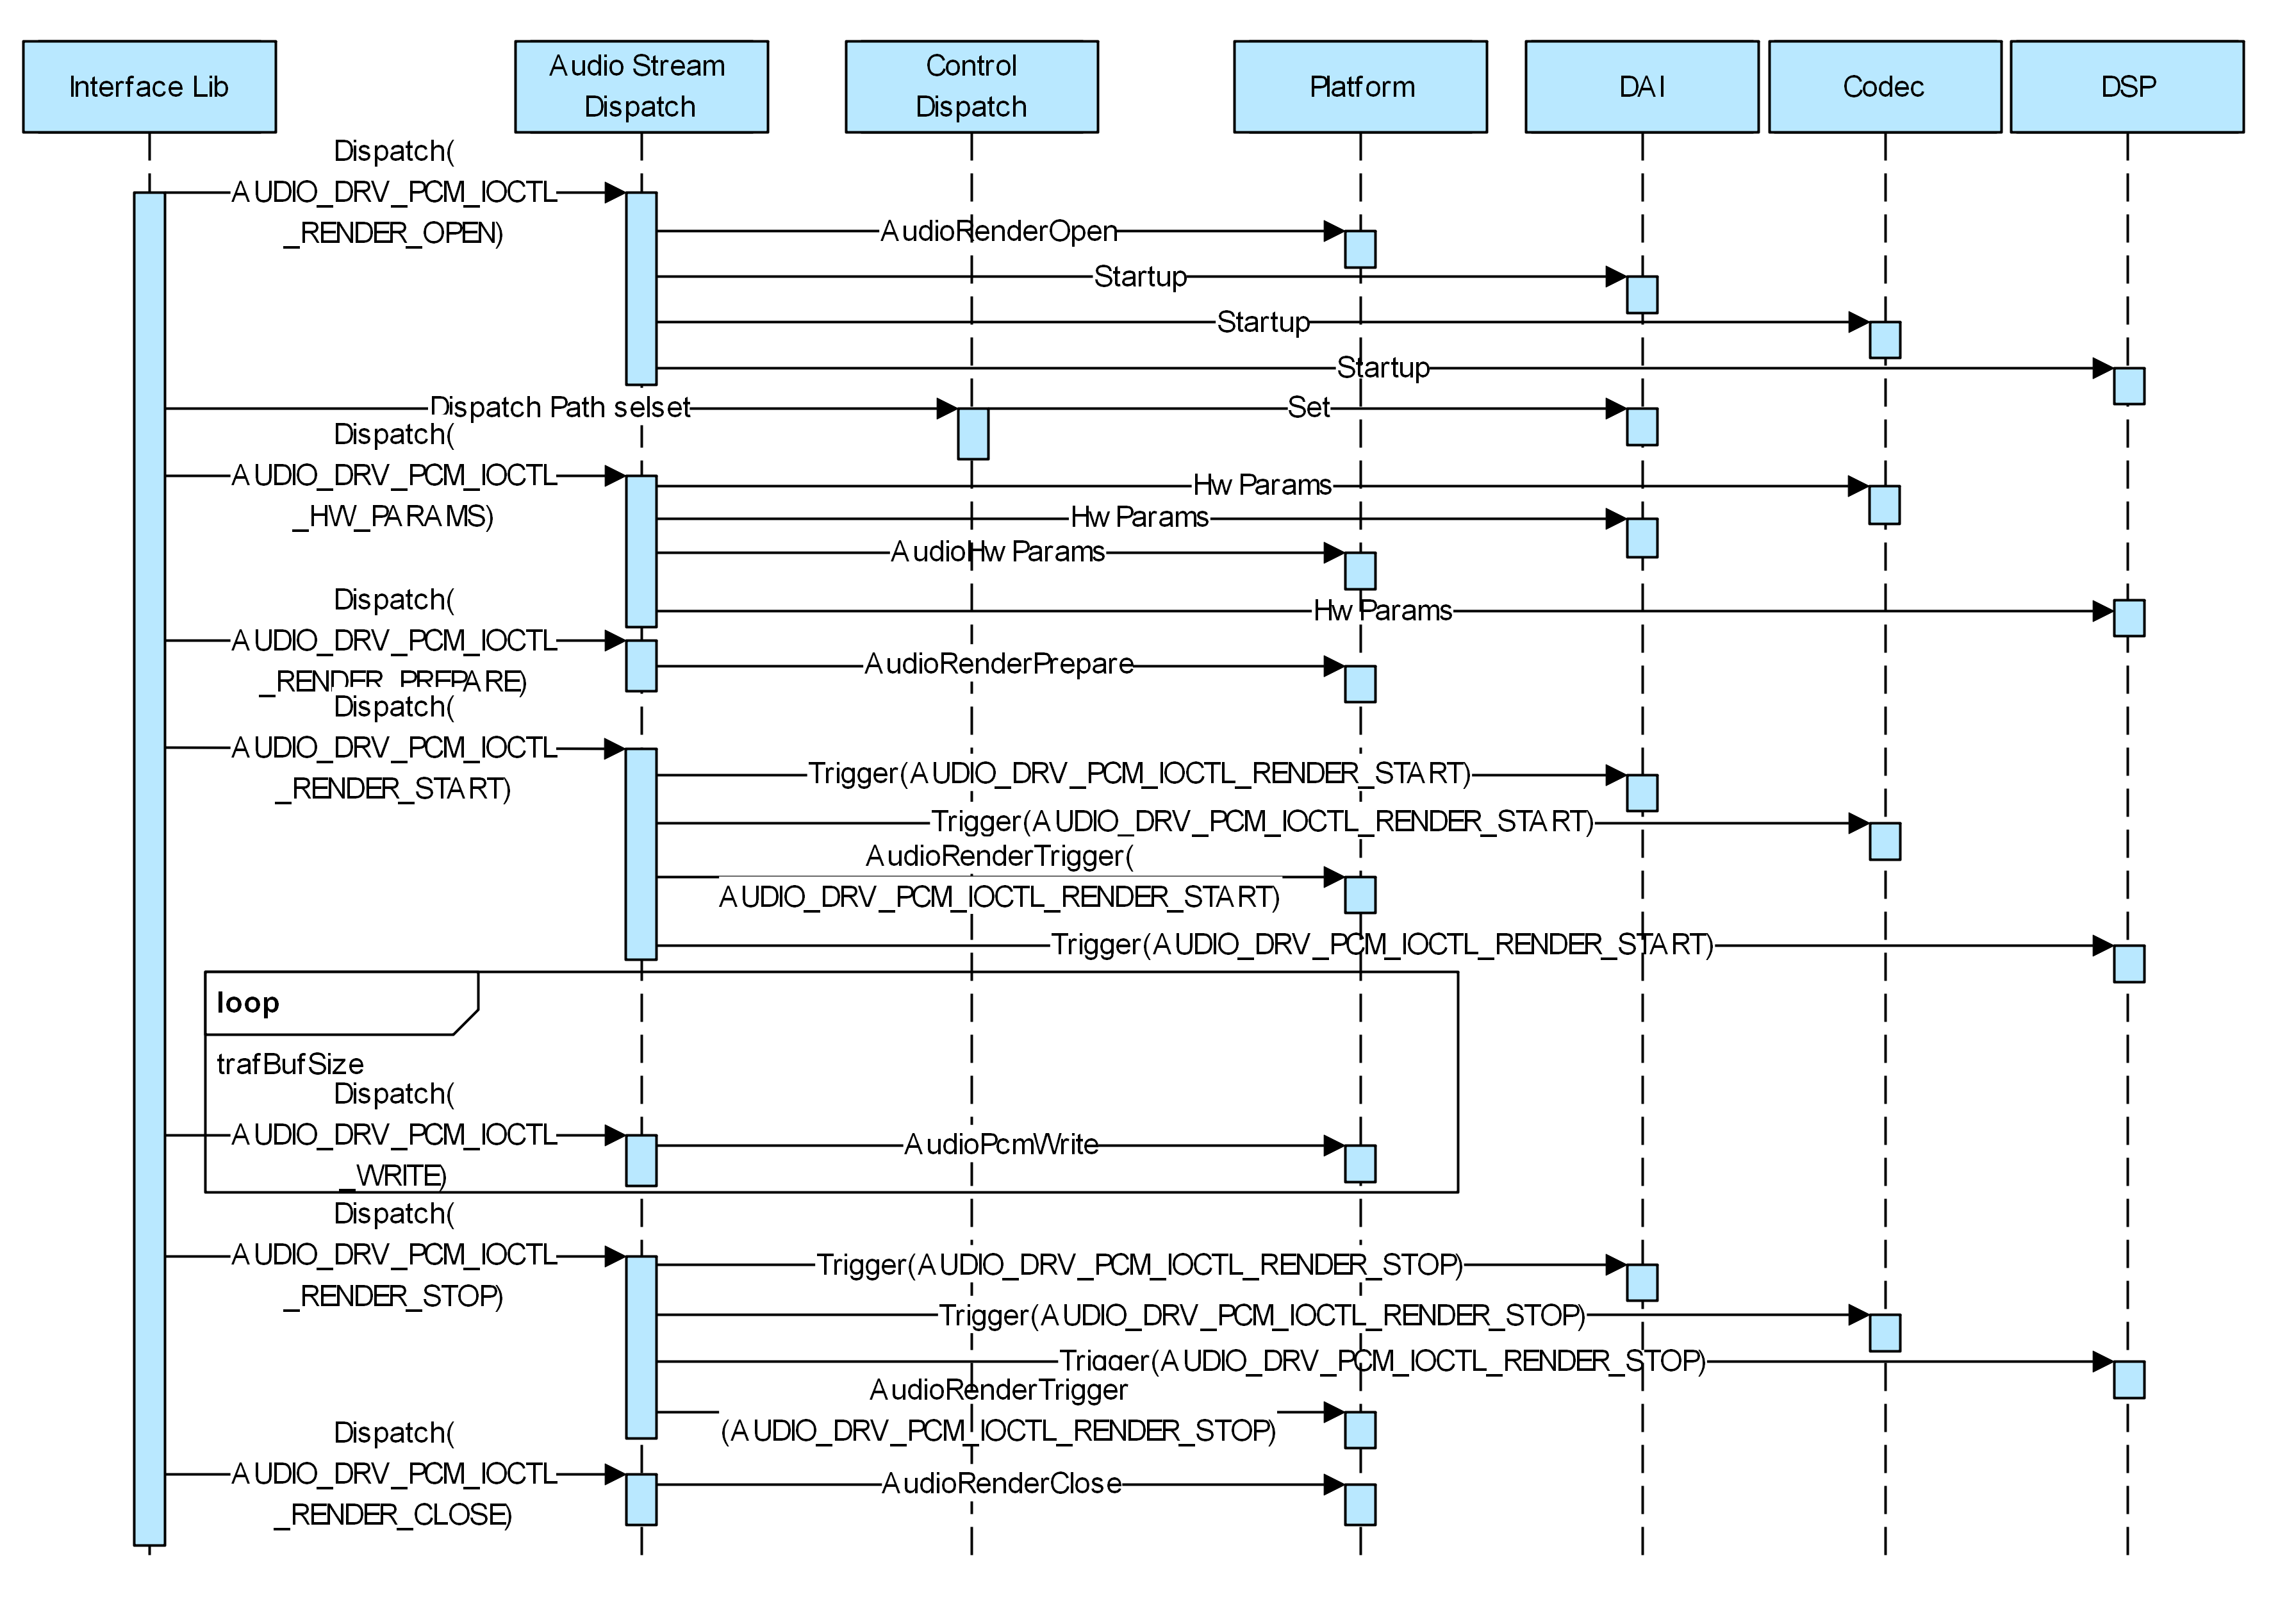 Interface Lib
Audio Stream
Dispatch
Control
Dispatch
Platform
DAI
Codec
DSP
Dispatch(
AUDIO_DRV_PCM_IOCTL
_RENDER_OPEN)
AudioRenderOpen
Startup
Startup
Startup
Dispatch Path selset
Set
Dispatch(
AUDIO_DRV_PCM_IOCTL
_HW_PARAMS)
Hw Params
Hw Params
AudioHw Params
Hw Params
Dispatch(
AUDIO_DRV_PCM_IOCTL
_RENDER_PREPARE)
AudioRenderPrepare
Dispatch(
AUDIO_DRV_PCM_IOCTL
_RENDER_START)
Trigger(AUDIO_DRV_PCM_IOCTL_RENDER_START)
Trigger(AUDIO_DRV_PCM_IOCTL_RENDER_START)
AudioRenderTrigger(
AUDIO_DRV_PCM_IOCTL_RENDER_START)
Trigger(AUDIO_DRV_PCM_IOCTL_RENDER_START)
loop
trafBufSize
Dispatch(
AUDIO_DRV_PCM_IOCTL
_WRITE)
AudioPcmWrite
Dispatch(
AUDIO_DRV_PCM_IOCTL
_RENDER_STOP)
Trigger(AUDIO_DRV_PCM_IOCTL_RENDER_STOP)
Trigger(AUDIO_DRV_PCM_IOCTL_RENDER_STOP)
Trigger(AUDIO_DRV_PCM_IOCTL_RENDER_STOP)
AudioRenderTrigger
(AUDIO_DRV_PCM_IOCTL_RENDER_STOP)
Dispatch(
AUDIO_DRV_PCM_IOCTL
_RENDER_CLOSE)
AudioRenderClose